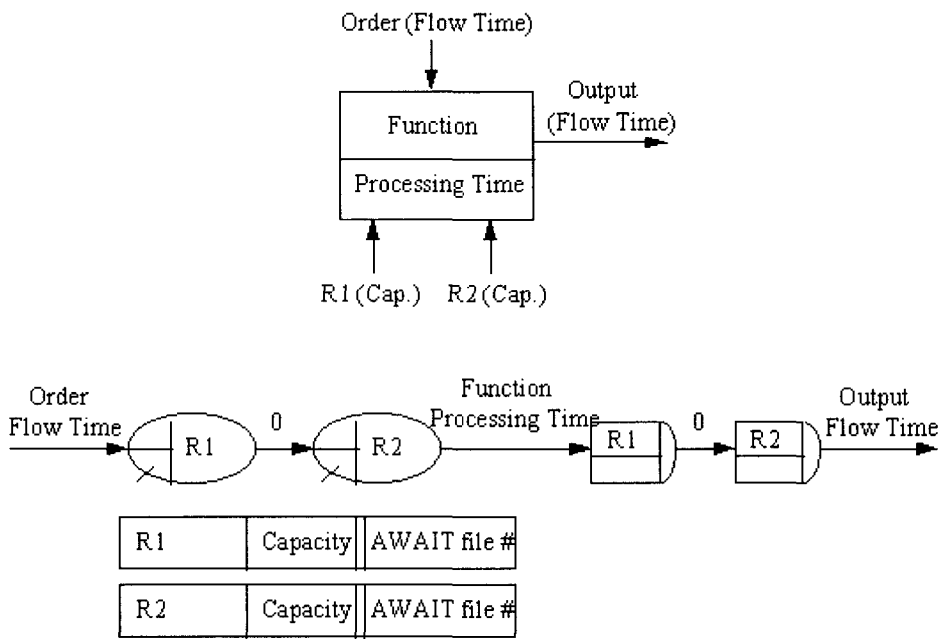 Order (Flow Time)
Output
(Flow Time)
Function
Processing Time
R1 (Cap.)
R2 (Cap.)
Order
Flow Time
R1
0
R2
Function
Processing Time
R1
0
R2
Output
Flow Time
R1 Capacity AWAIT file #
R2 Capacity AWAIT file #